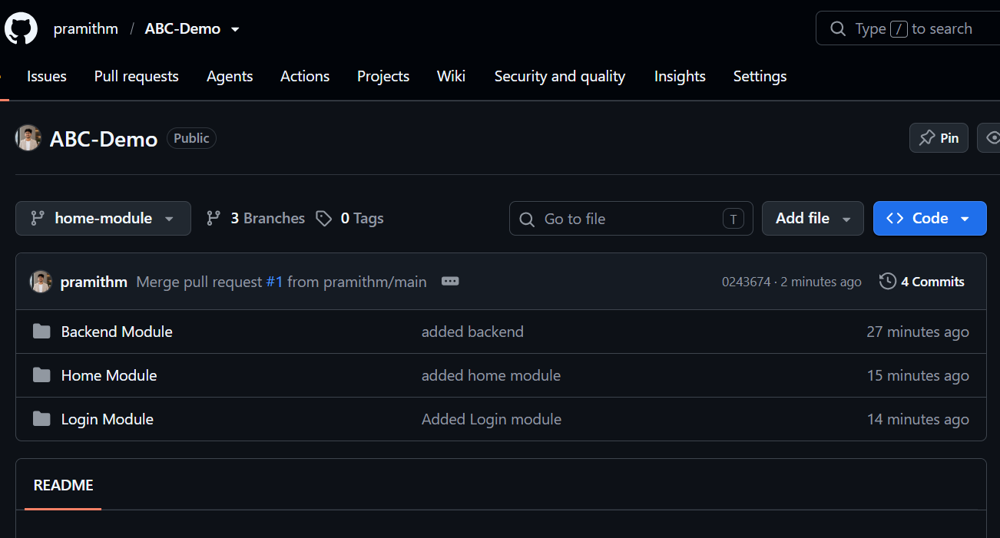 pramithm / ABC-Demo
Type / to search
Issues Pull requests Agents Actions Projects Wiki Security and quality Insights Settings
ABC-Demo Public
Pin
home-module 3 Branches 0 Tags
Go to file T
Add file
Code
pramithm Merge pull request #1 from pramithm/main 0243674 · 2 minutes ago 4 Commits
Backend Module added backend 27 minutes ago
Home Module added home module 15 minutes ago
Login Module Added Login module 14 minutes ago
README